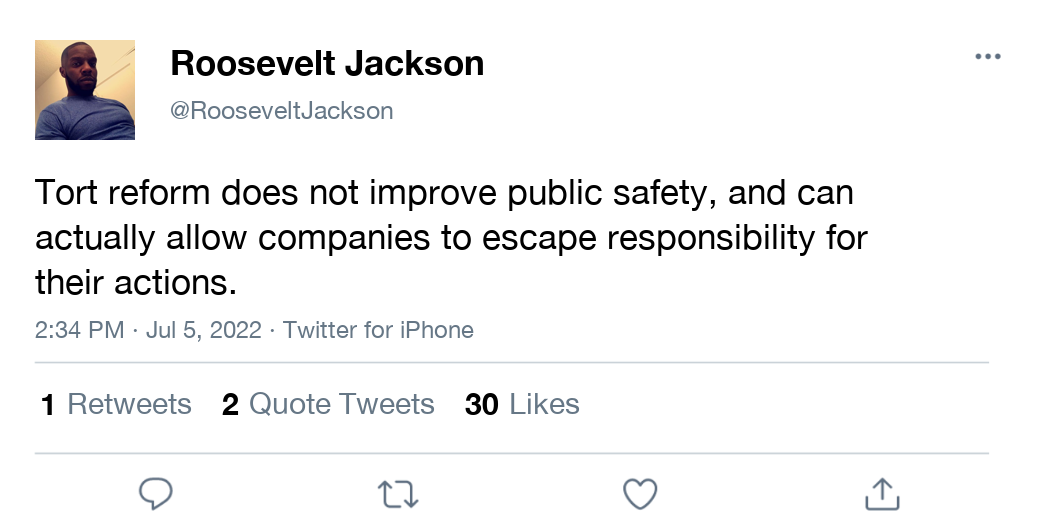 Roosevelt Jackson
@RooseveltJackson
Tort reform does not improve public safety, and can
actually allow companies to escape responsibility for
their actions.
2:34 PM · Jul 5, 2022 · Twitter for iPhone
1 Retweets 2 Quote Tweets 30 Likes